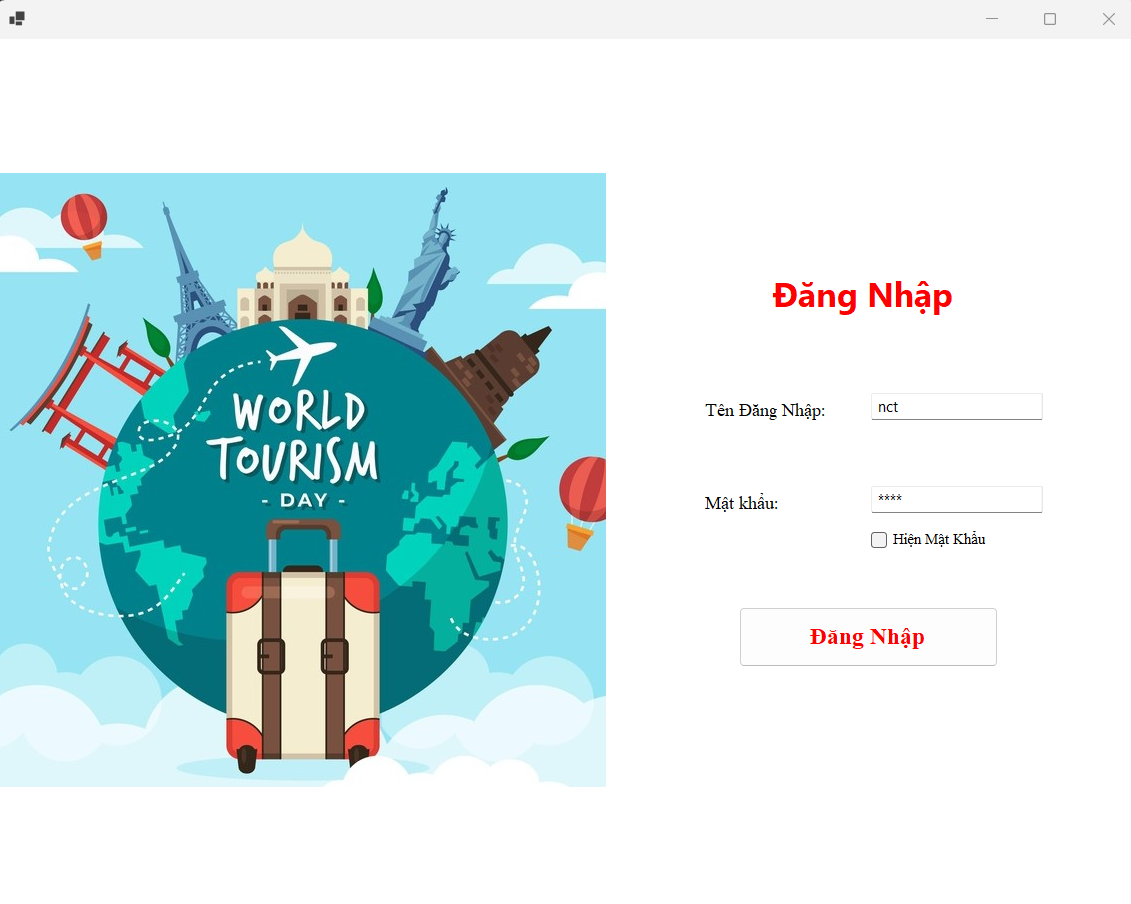 WORLD
TOURISM
- DAY -
Đăng Nhập
Tên Đăng Nhập:
nct
Mật khẩu:
****
Hiện Mật Khẩu
Đăng Nhập